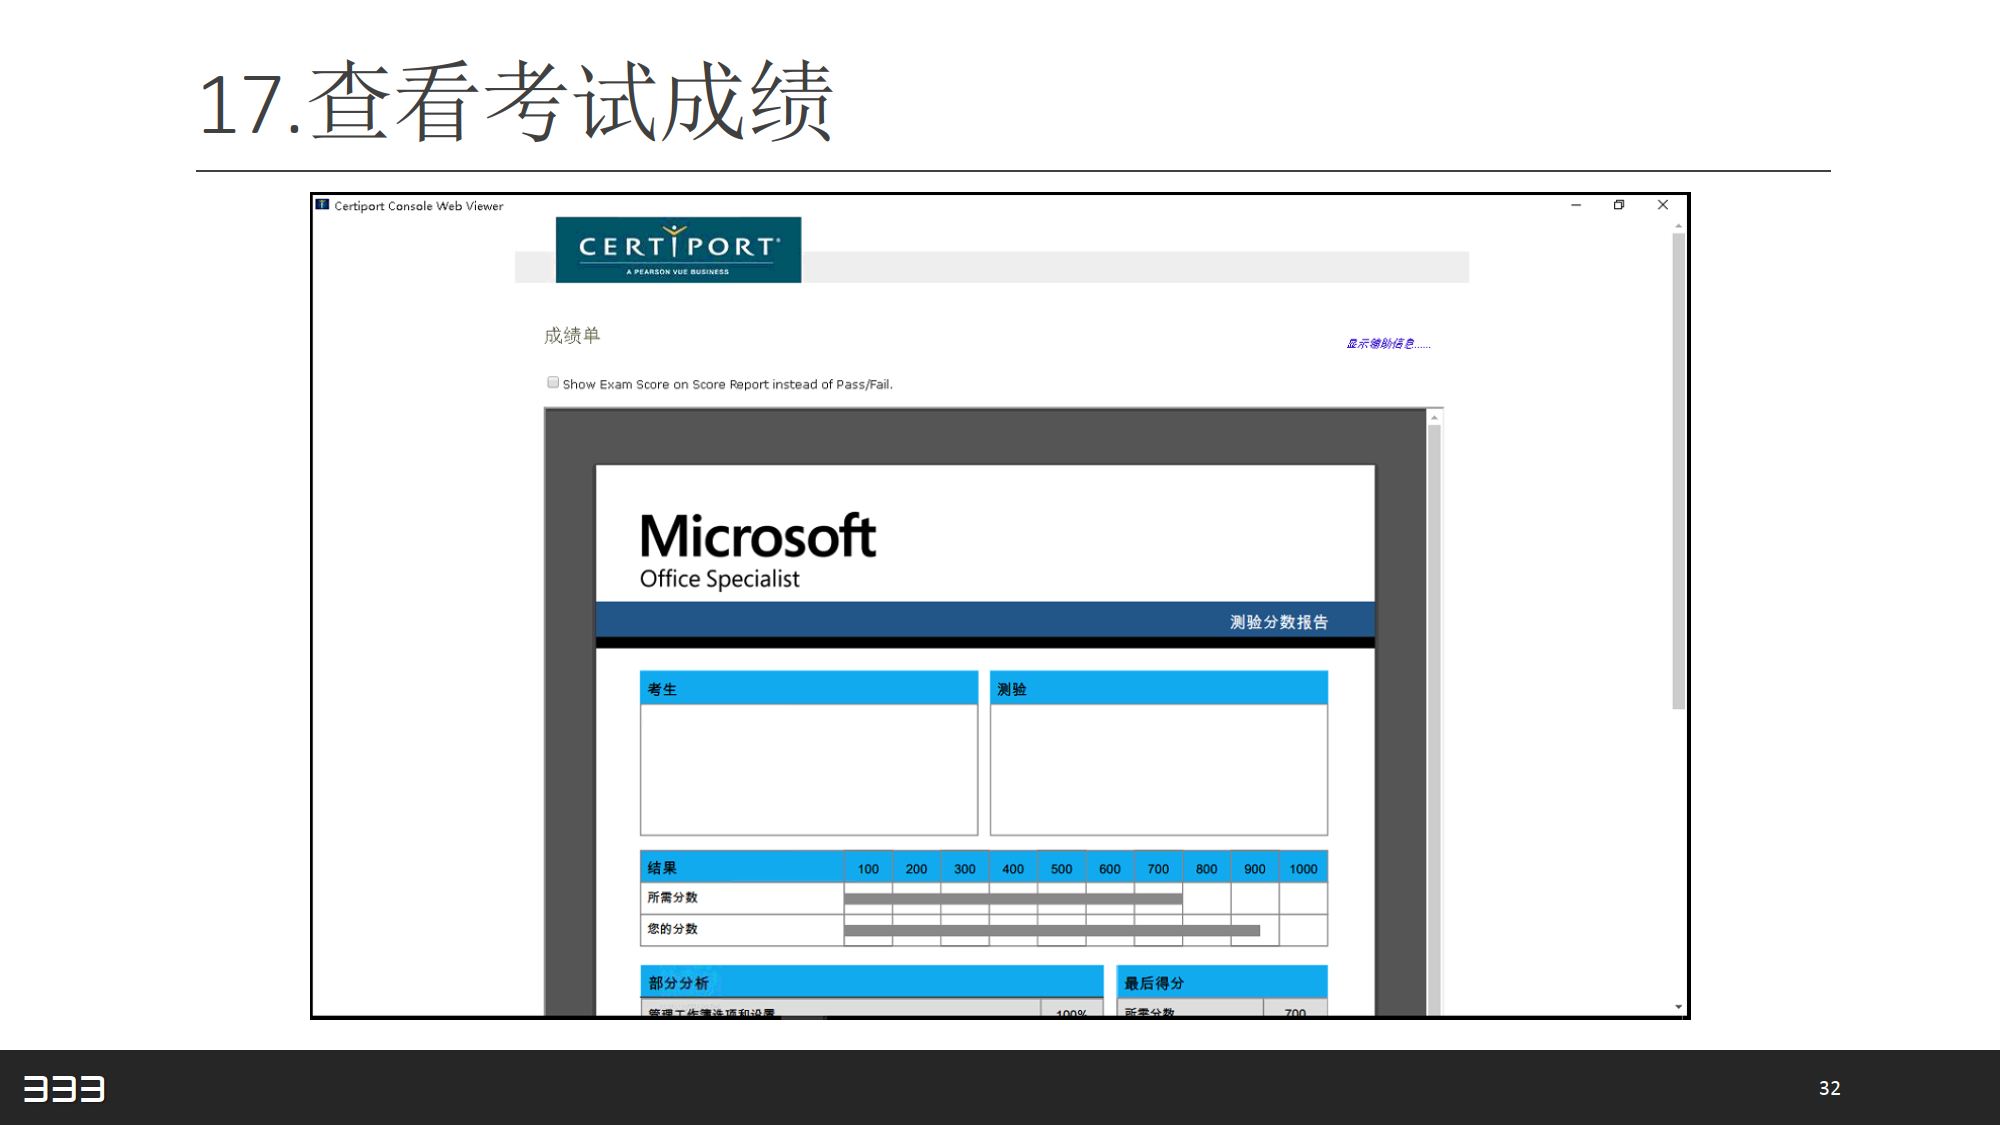 17.查看考试成绩
Certiport Console Web Viewer
CERTIPORT®
A PEARSON VUE BUSINESS
成绩单
显示辅助信息......
Show Exam Score on Score Report instead of Pass/Fail.
Microsoft
Office Specialist
测验分数报告
考生 测验
结果 100 200 300 400 500 600 700 800 900 1000
所需分数
您的分数
部分分析 最后得分
管理工作簿选项和设置 100% 所需分数 700
333 32